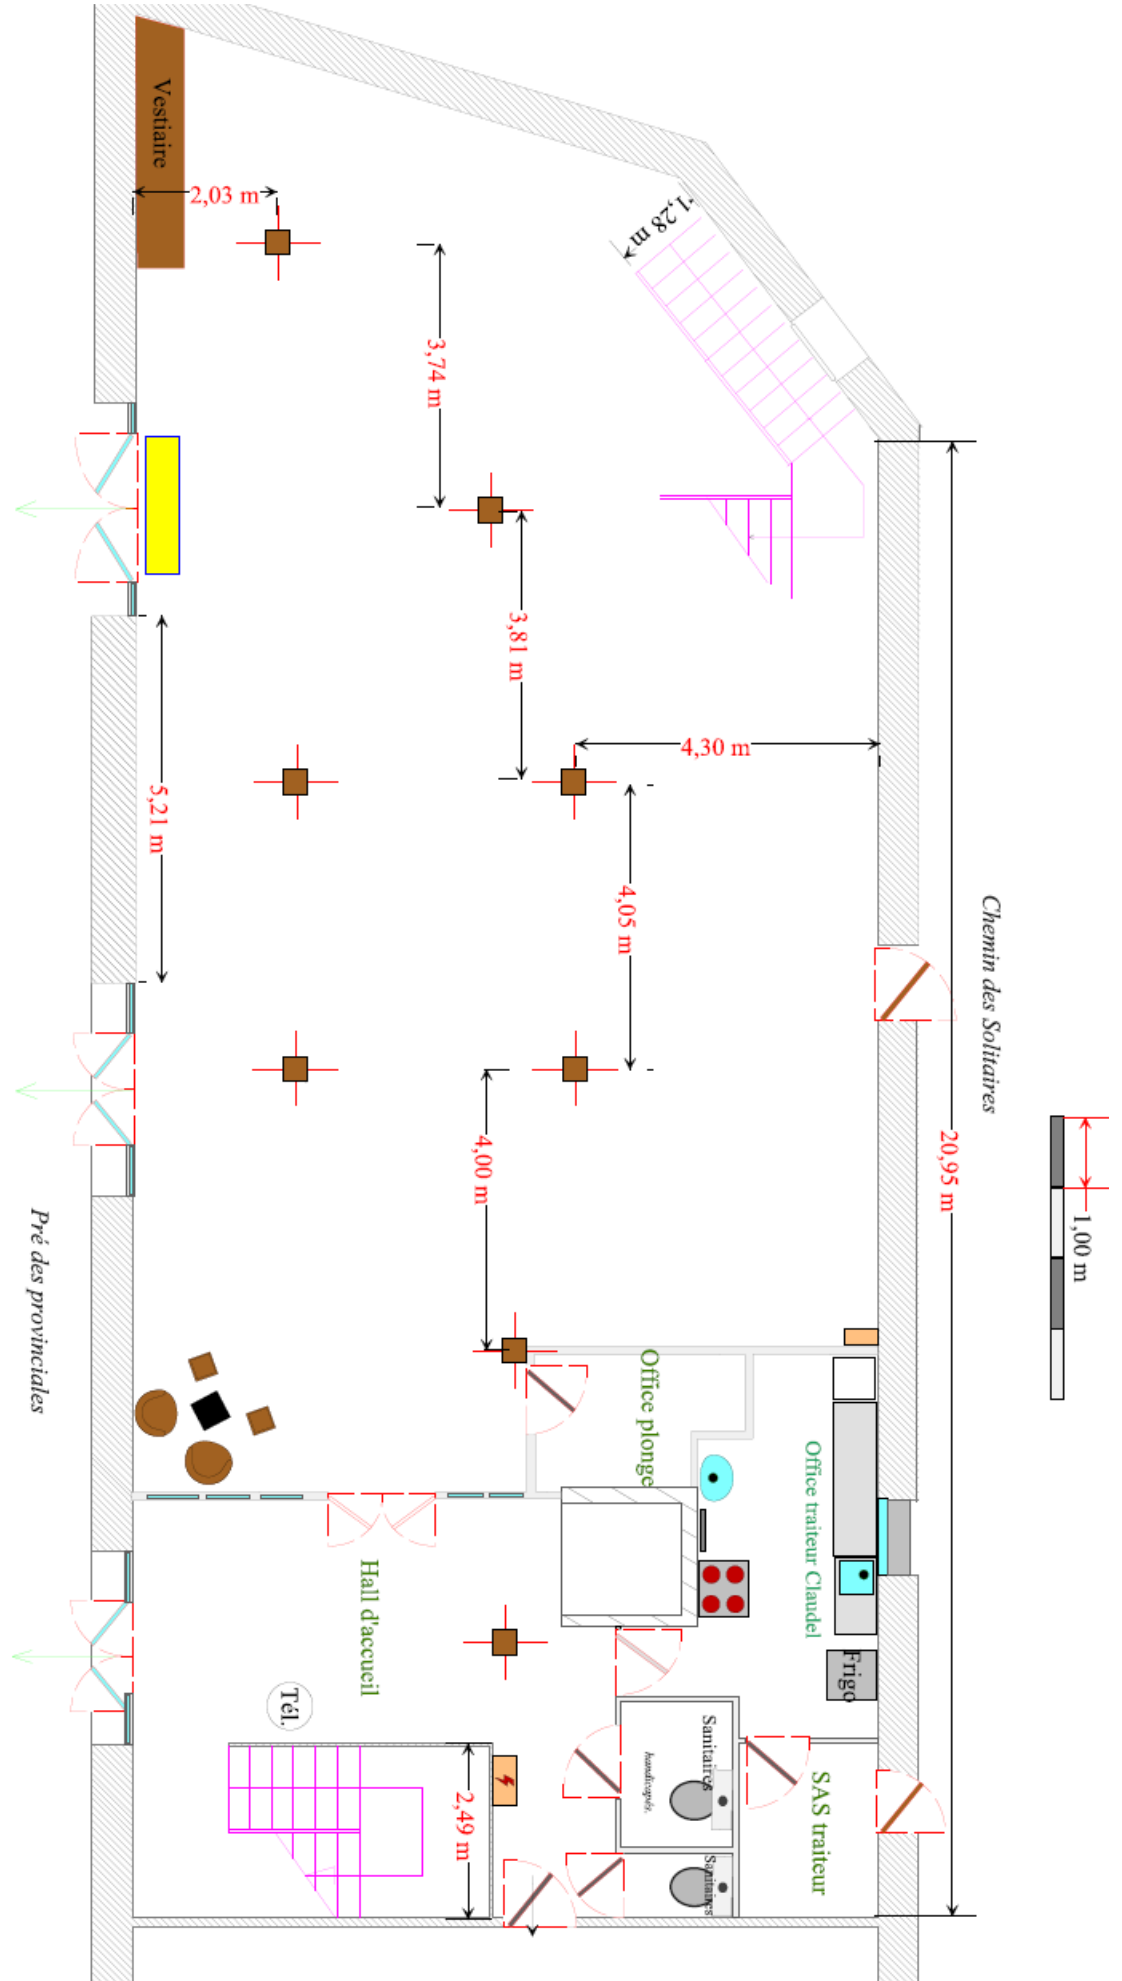 Vestiaire
2,03 m
1,28 m
3,74 m
3,81 m
4,30 m
5,21 m
4,05 m
Chemin des Solitaires
4,00 m
20,95 m
1,00 m
Pré des provinciales
Office plonge
Office traiteur Claudel
Hall d'accueil
Frigo
Tél.
Sanitaires
handicapés.
SAS traiteur
2,49 m
Sanitaires